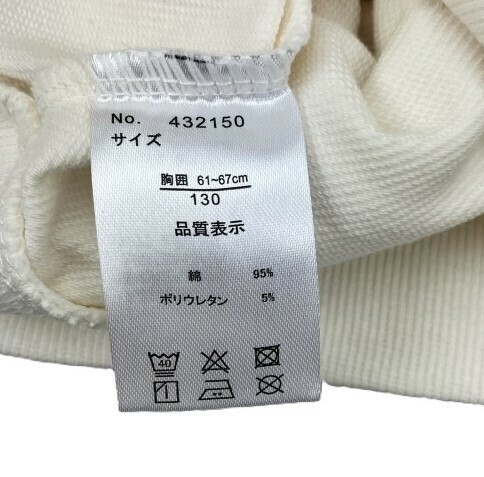 No. 432150
サイズ
胸囲 61~67cm
130
品質表示
綿 95%
ポリウレタン 5%
40